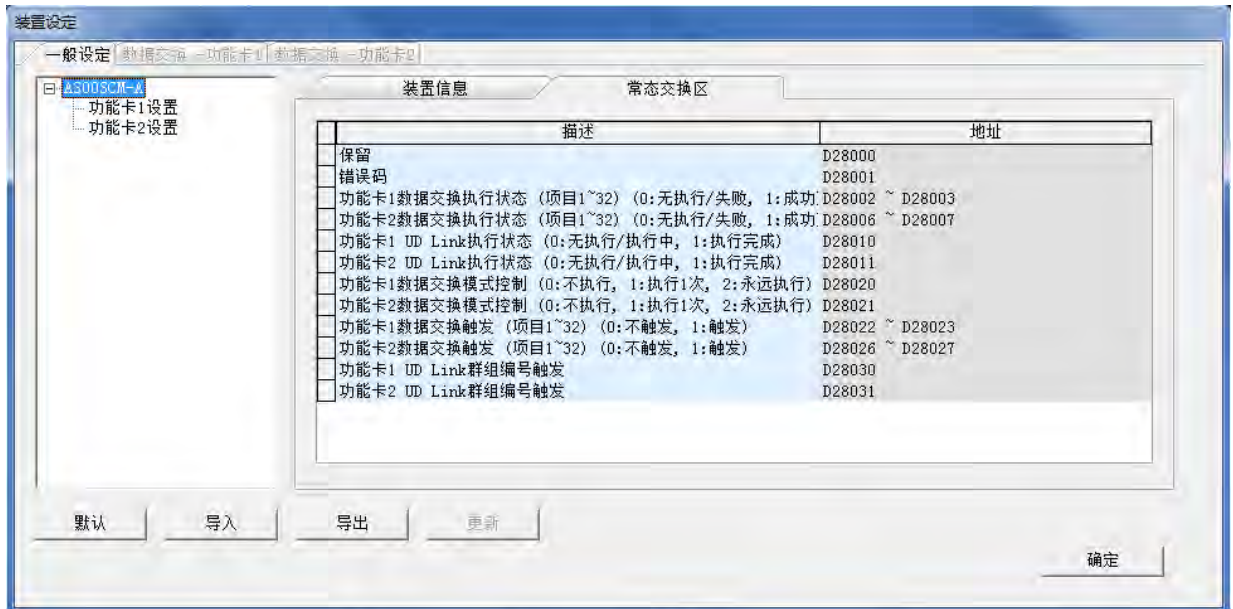 装置设定
一般设定 数据交换 -功能卡1 数据交换 -功能卡2
AS00SCM-A
功能卡1设置
功能卡2设置
装置信息 常态交换区
描述 地址
保留 D28000
错误码 D28001
功能卡1数据交换执行状态 (项目1~32) (0:无执行/失败, 1:成功 D28002 ~ D28003
功能卡2数据交换执行状态 (项目1~32) (0:无执行/失败, 1:成功 D28006 ~ D28007
功能卡1 UD Link执行状态 (0:无执行/执行中, 1:执行完成) D28010
功能卡2 UD Link执行状态 (0:无执行/执行中, 1:执行完成) D28011
功能卡1数据交换模式控制 (0:不执行, 1:执行1次, 2:永远执行) D28020
功能卡2数据交换模式控制 (0:不执行, 1:执行1次, 2:永远执行) D28021
功能卡1数据交换触发 (项目1~32) (0:不触发, 1:触发) D28022 ~ D28023
功能卡2数据交换触发 (项目1~32) (0:不触发, 1:触发) D28026 ~ D28027
功能卡1 UD Link群组编号触发 D28030
功能卡2 UD Link群组编号触发 D28031
默认 导入 导出 更新
确定